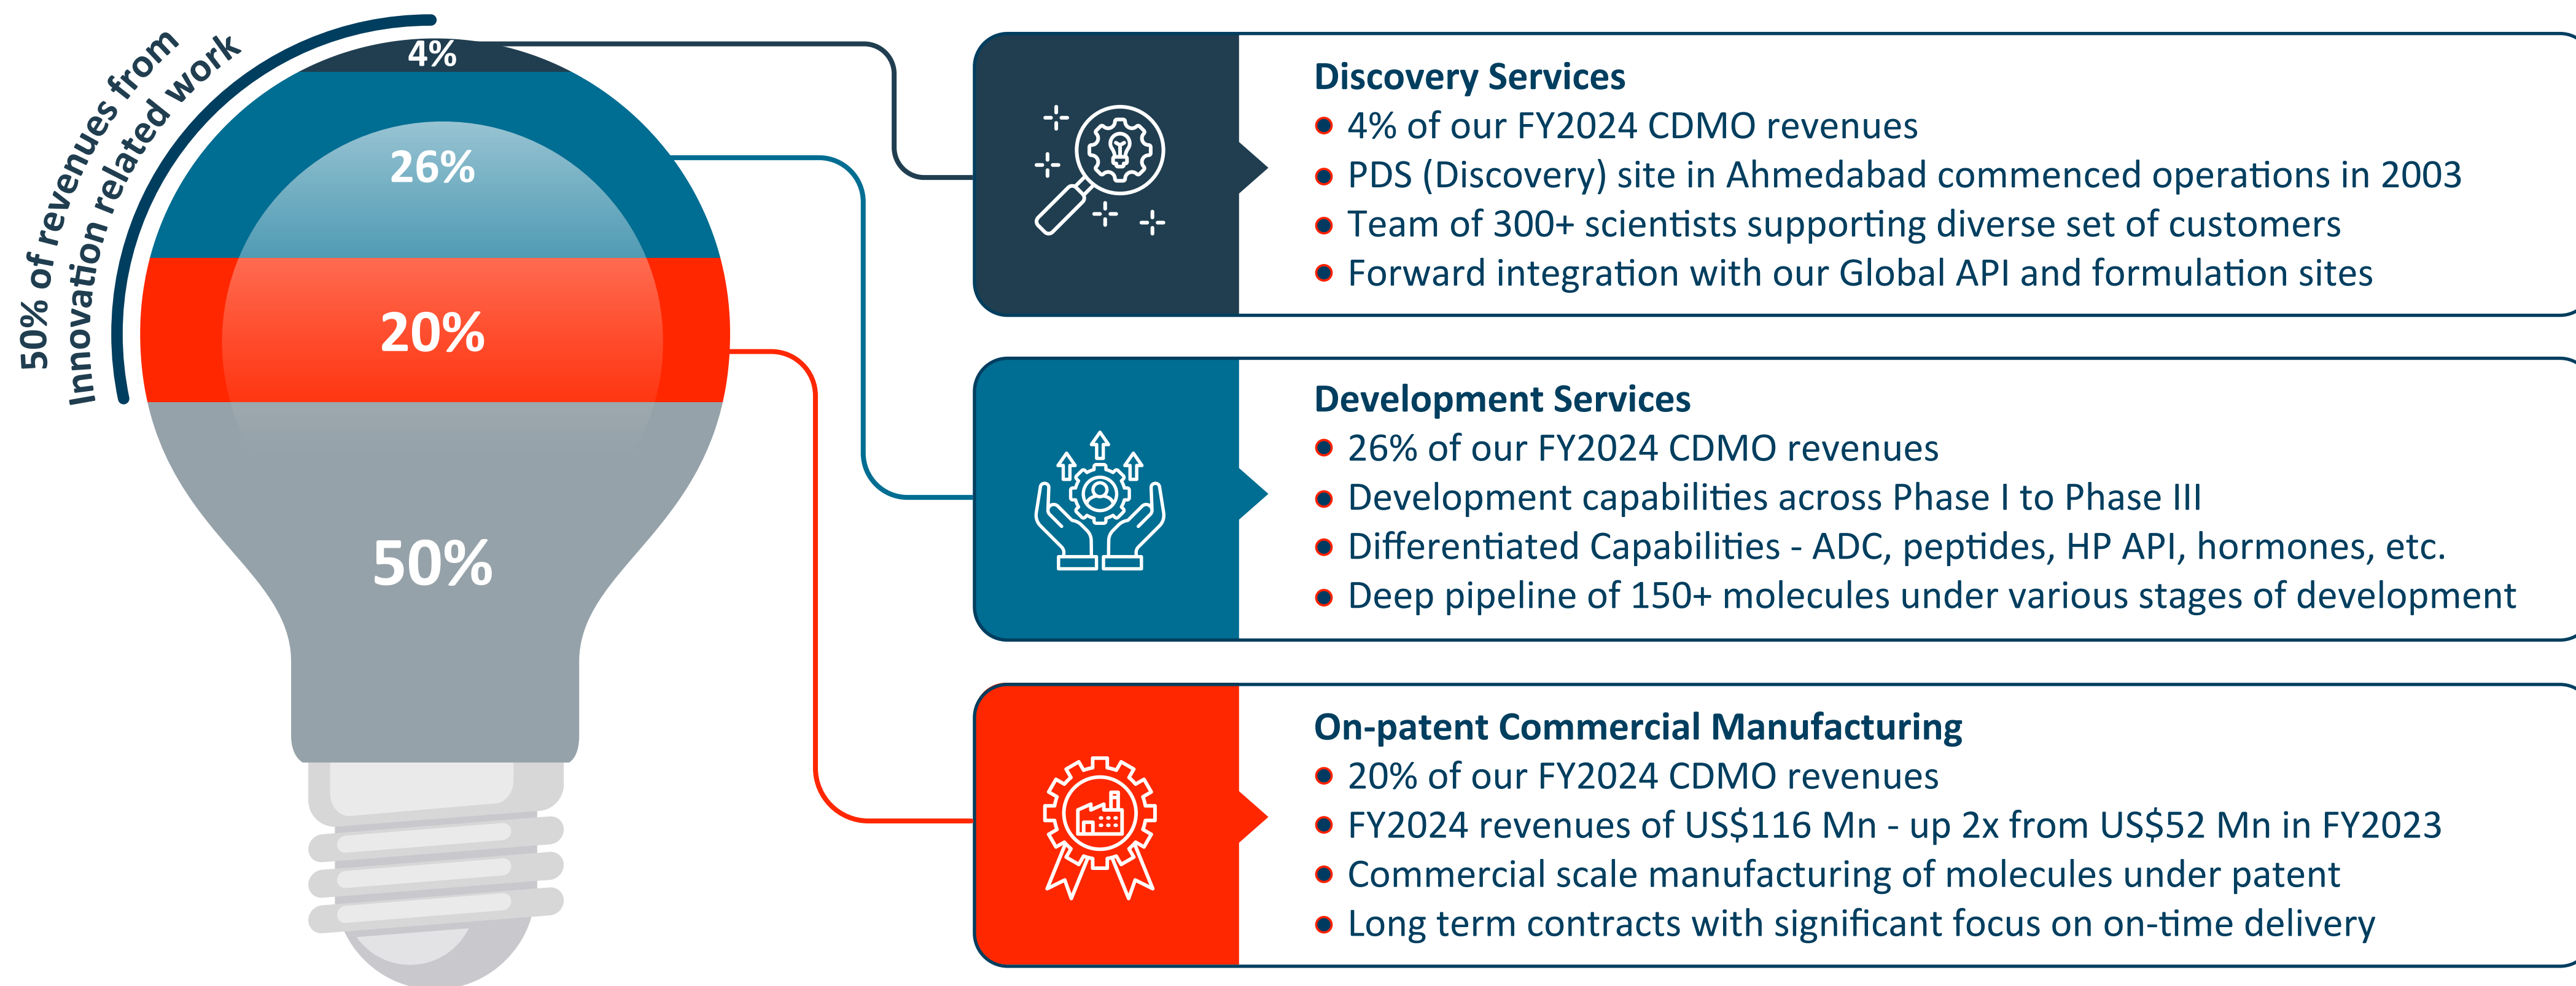 50% of revenues from
Innovation related work
4%
26%
20%
50%
Discovery Services
4% of our FY2024 CDMO revenues
PDS (Discovery) site in Ahmedabad commenced operations in 2003
Team of 300+ scientists supporting diverse set of customers
Forward integration with our Global API and formulation sites
Development Services
26% of our FY2024 CDMO revenues
Development capabilities across Phase I to Phase III
Differentiated Capabilities - ADC, peptides, HP API, hormones, etc.
Deep pipeline of 150+ molecules under various stages of development
On-patent Commercial Manufacturing
20% of our FY2024 CDMO revenues
FY2024 revenues of US$116 Mn - up 2x from US$52 Mn in FY2023
Commercial scale manufacturing of molecules under patent
Long term contracts with significant focus on on-time delivery